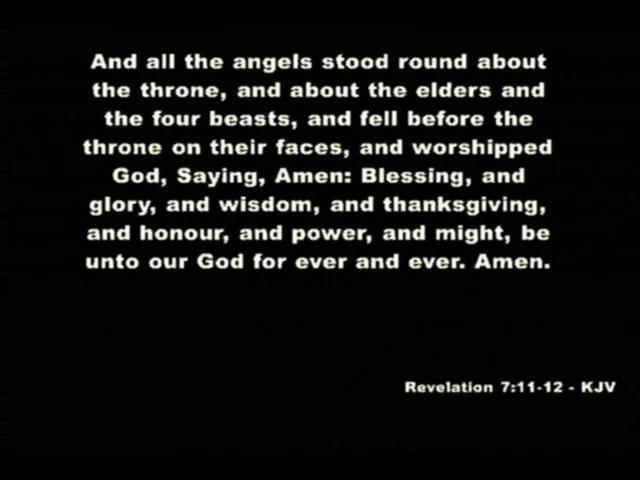 And all the angels stood round about
the throne, and about the elders and
the four beasts, and fell before the
throne on their faces, and worshipped
God, Saying, Amen: Blessing, and
glory, and wisdom, and thanksgiving,
and honour, and power, and might, be
unto our God for ever and ever. Amen.
Revelation 7:11-12 - KJV